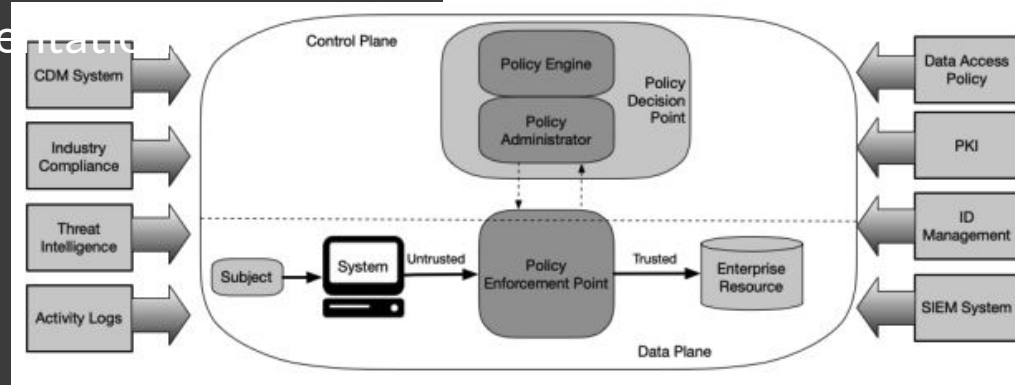 Control Plane
Policy Engine
Policy
Administrator
Policy
Decision
Point
CDM System
Industry
Compliance
Threat
Intelligence
Activity Logs
Data Access
Policy
PKI
ID
Management
SIEM System
Subject
System
Untrusted
Policy
Enforcement Point
Trusted
Enterprise
Resource
Data Plane